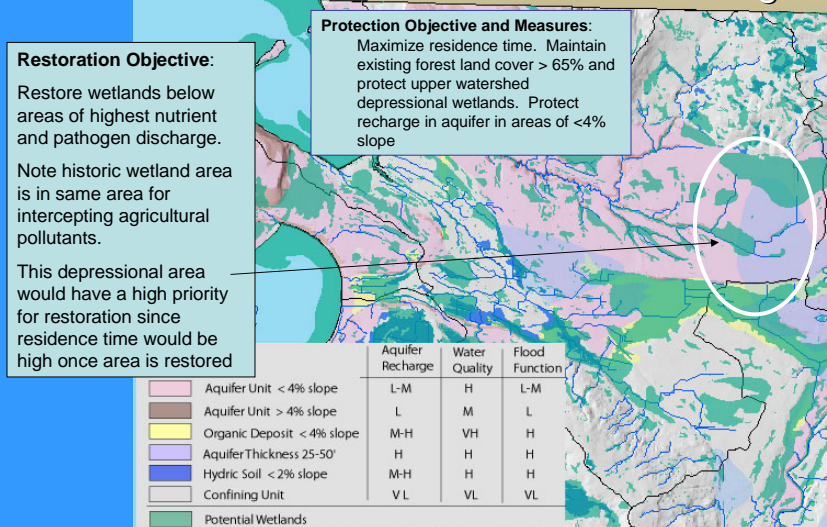 Protection Objective and Measures:
Maximize residence time. Maintain
existing forest land cover > 65% and
protect upper watershed
depressional wetlands. Protect
recharge in aquifer in areas of <4%
slope
Restoration Objective:
Restore wetlands below
areas of highest nutrient
and pathogen discharge.
Note historic wetland area
is in same area for
intercepting agricultural
pollutants.
This depressional area
would have a high priority
for restoration since
residence time would be
high once area is restored
Aquifer Recharge Water Quality Flood Function
Aquifer Unit < 4% slope L-M H L-M
Aquifer Unit > 4% slope L M L
Organic Deposit < 4% slope M-H VH H
Aquifer Thickness 25-50' H H H
Hydric Soil < 2% slope M-H H H
Confining Unit V L VL VL
Potential Wetlands